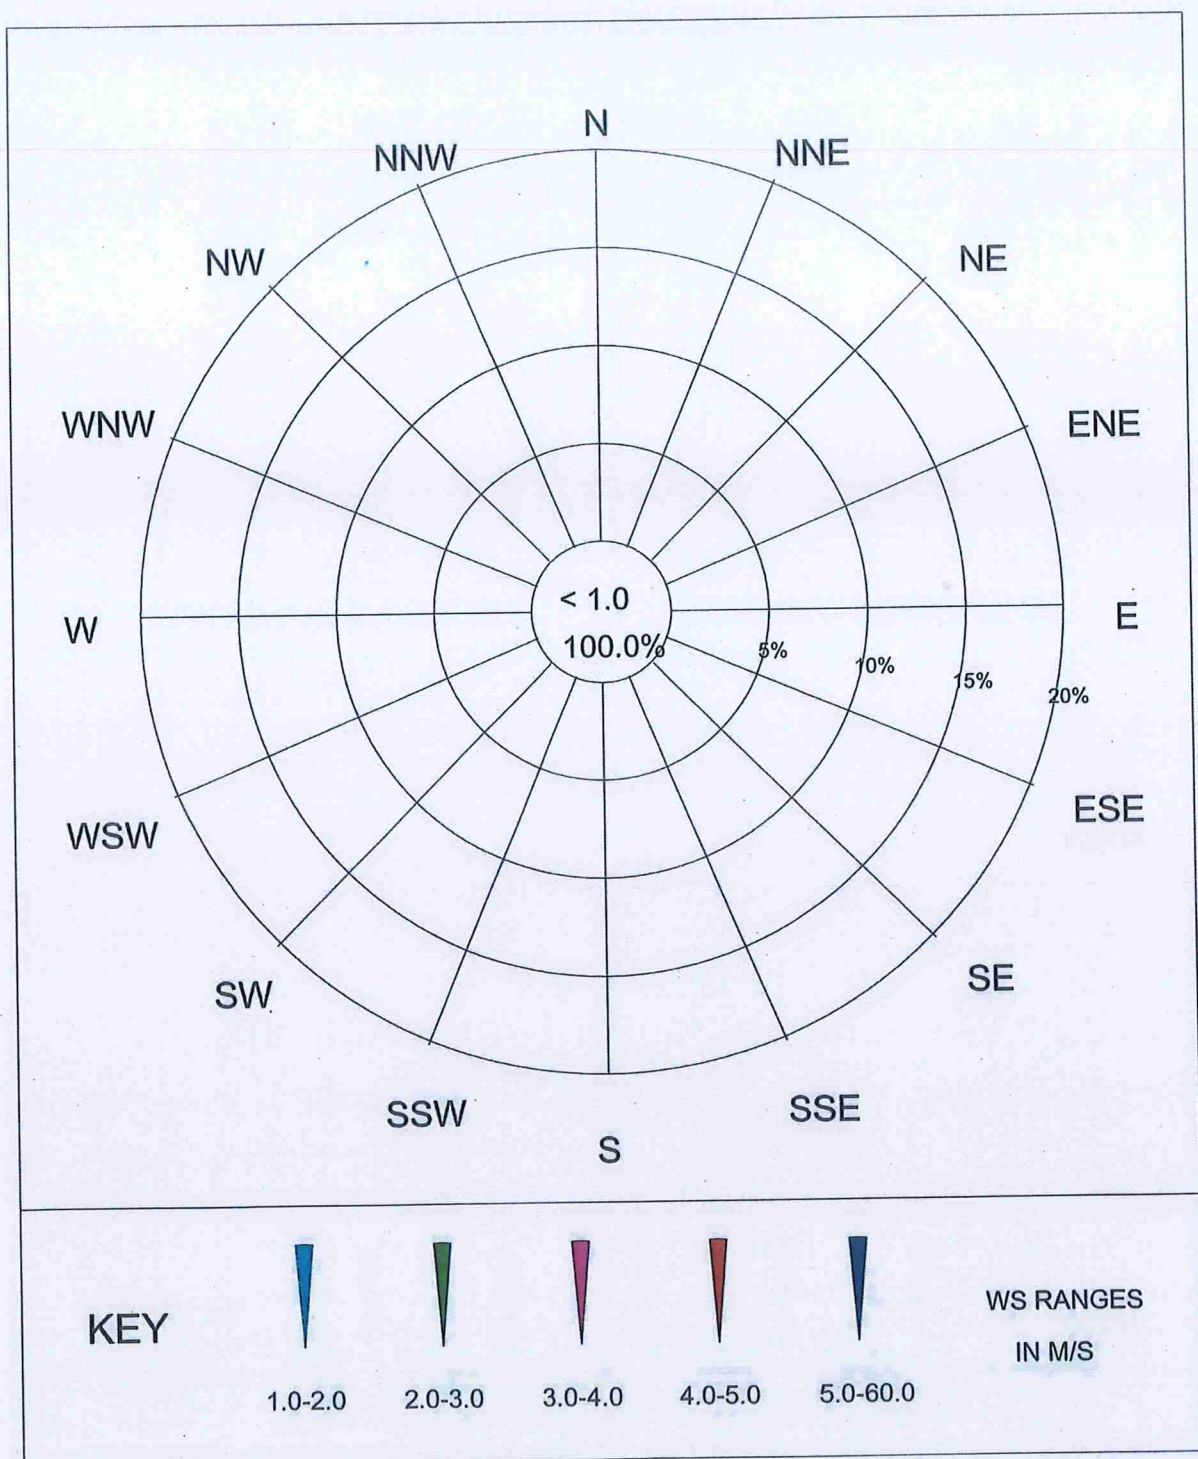 N
NNW
NNE
NW
NE
WNW
ENE
< 1.0
W
E
100.0%
5%
10%
15%
20%
ESE
WSW
SE
SW
SSW
SSE
S
KEY
WS RANGES
IN M/S
1.0-2.0 2.0-3.0 3.0-4.0 4.0-5.0 5.0-60.0